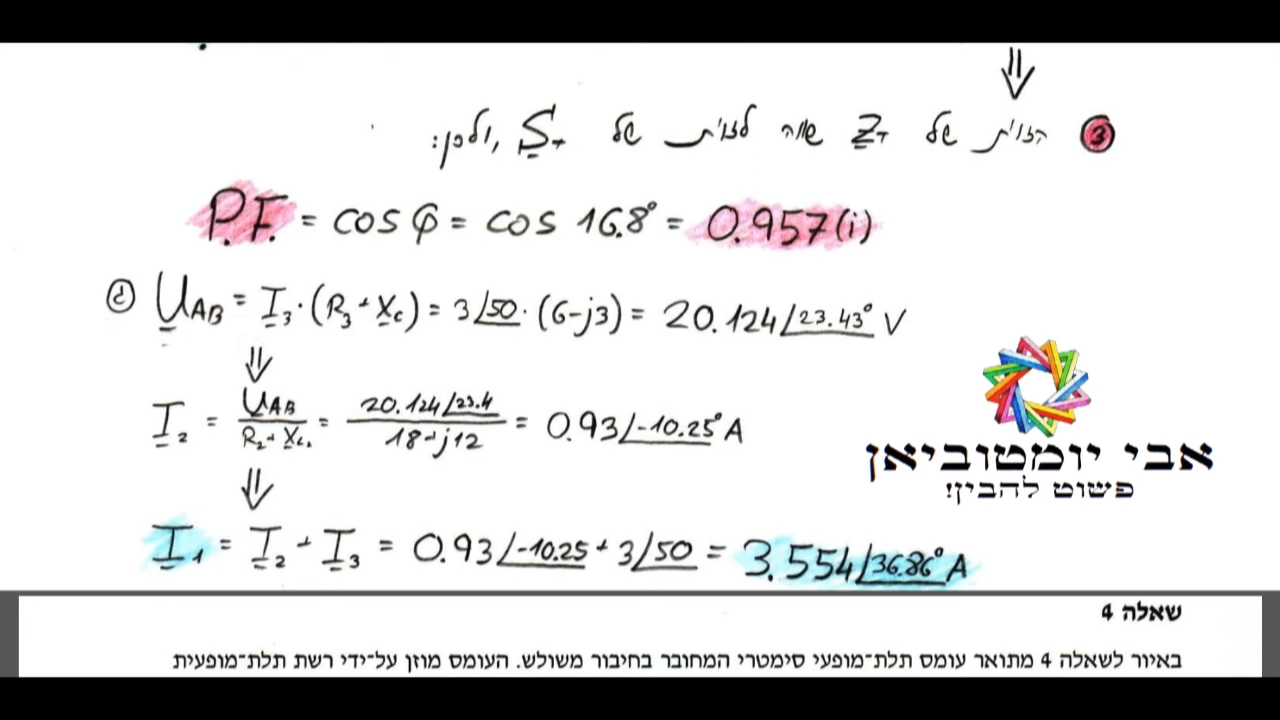 ③ הזווית של Z_T שווה לזווית של S_T, ולכן:
P.F. = cos φ = cos 16.8° = 0.957(i)
ג U_AB = I_3·(R_3+X_C) = 3∠50·(6-j3) = 20.124∠23.43° V
⇓
I_2 = U_AB / (R_2+X_C2) = 20.124∠23.4 / (18+j12) = 0.93∠-10.25° A
⇓
I_1 = I_2 + I_3 = 0.93∠-10.25 + 3∠50 = 3.554∠36.86° A
אבי יומטוביאן
פשוט להבין!
שאלה 4
באיור לשאלה 4 מתואר עומס תלת־מופעי סימטרי המחובר בחיבור משולש. העומס מוזן על־ידי רשת תלת־מופעית